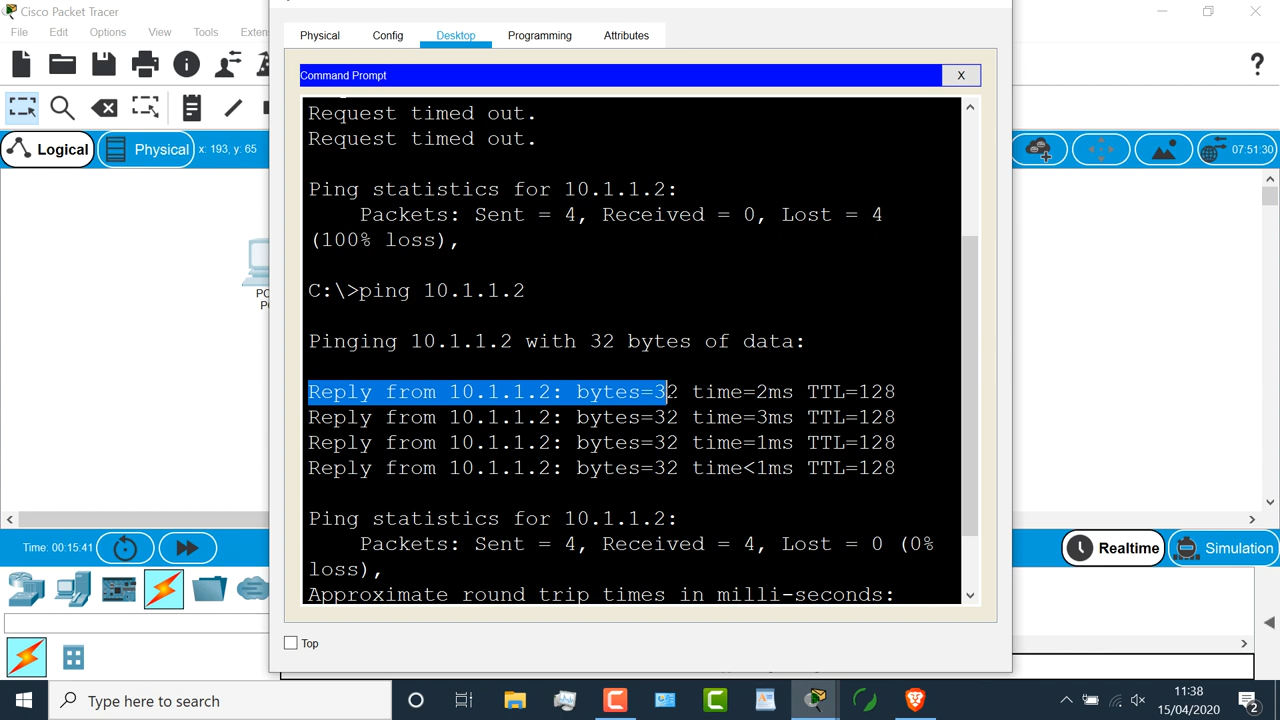 Cisco Packet Tracer
File Edit Options View Tools Exten
Physical Config Desktop Programming Attributes
Command Prompt X
?
Logical Physical x: 193, y: 65 07:51:30
Request timed out.
Request timed out.
Ping statistics for 10.1.1.2:
Packets: Sent = 4, Received = 0, Lost = 4
(100% loss),
C:\>ping 10.1.1.2
Pinging 10.1.1.2 with 32 bytes of data:
Reply from 10.1.1.2: bytes=32 time=2ms TTL=128
Reply from 10.1.1.2: bytes=32 time=3ms TTL=128
Reply from 10.1.1.2: bytes=32 time=1ms TTL=128
Reply from 10.1.1.2: bytes=32 time<1ms TTL=128
Ping statistics for 10.1.1.2:
Packets: Sent = 4, Received = 4, Lost = 0 (0%
loss),
Approximate round trip times in milli-seconds:
PC
P
Time: 00:15:41 Realtime Simulation
Top
Type here to search
11:38
15/04/2020
2